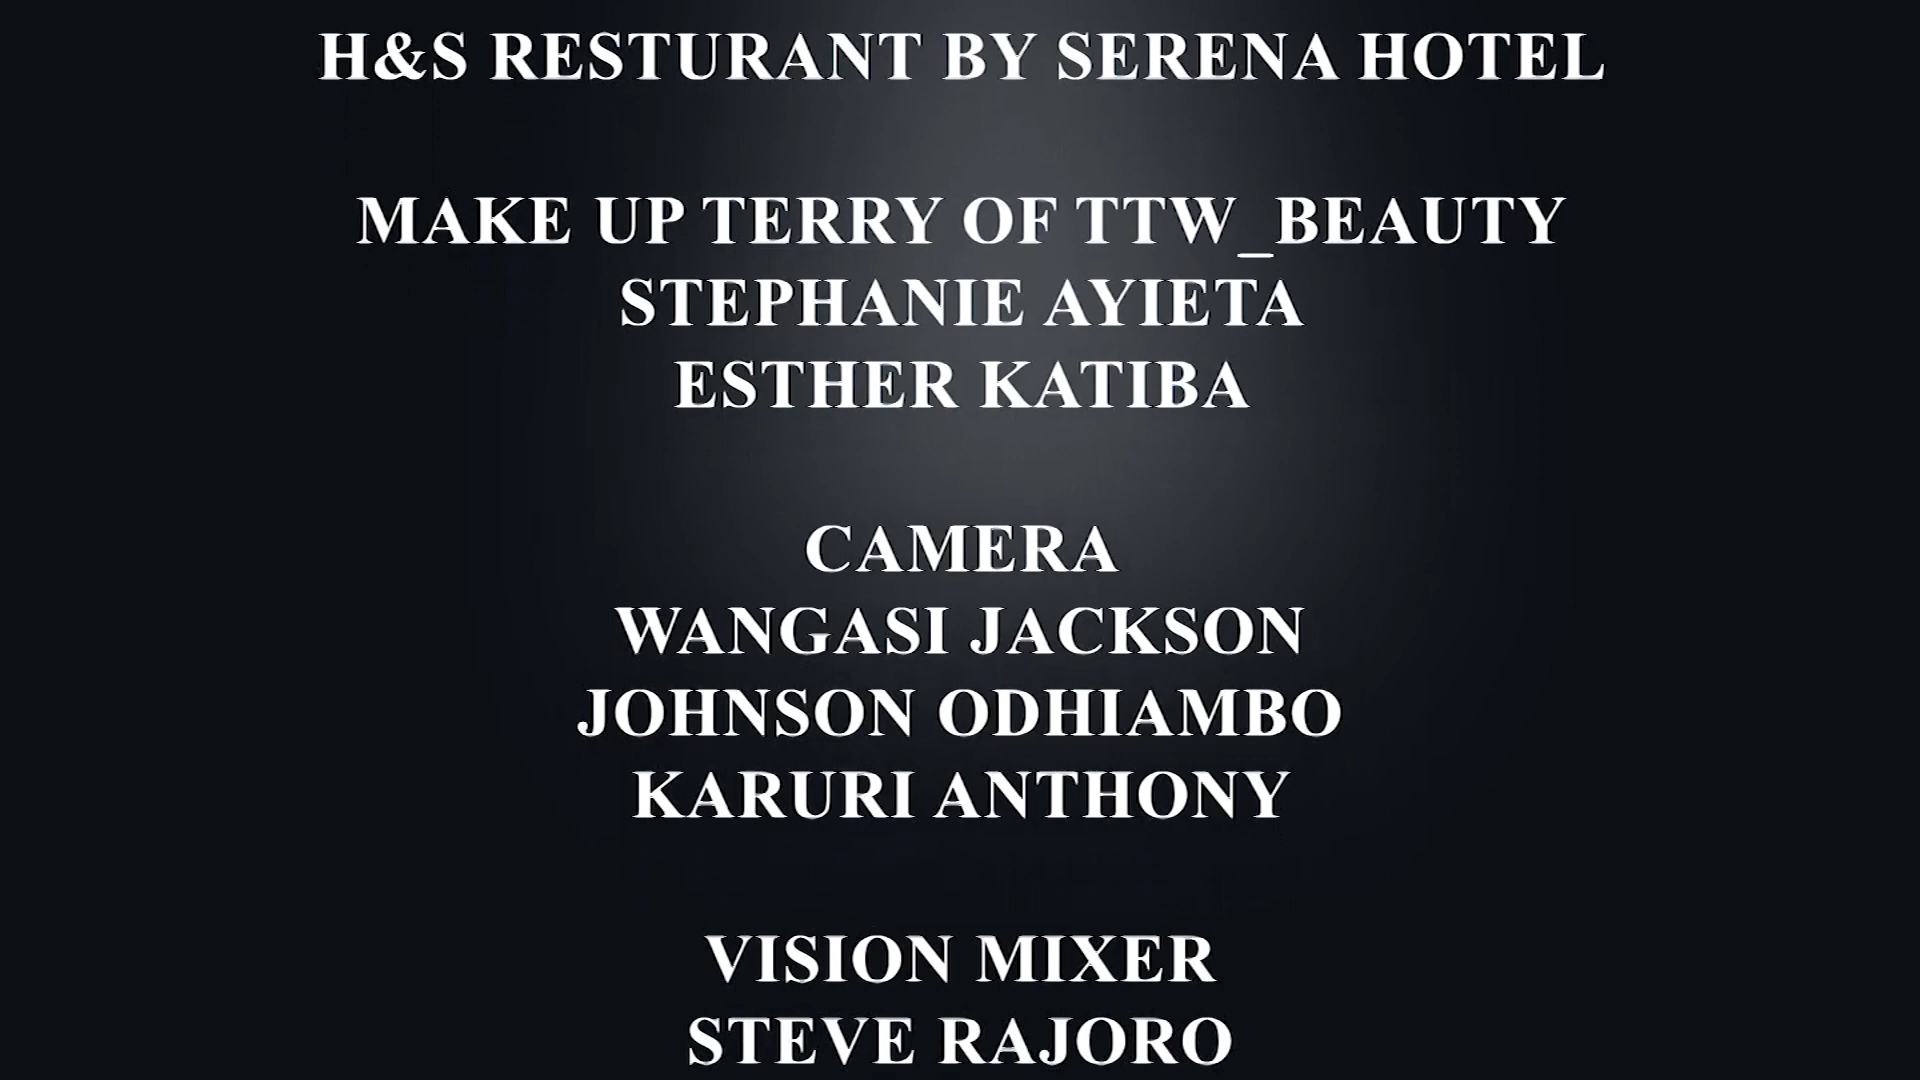 H&S RESTURANT BY SERENA HOTEL
MAKE UP TERRY OF TTW_BEAUTY
STEPHANIE AYIETA
ESTHER KATIBA
CAMERA
WANGASI JACKSON
JOHNSON ODHIAMBO
KARURI ANTHONY
VISION MIXER
STEVE RAJORO